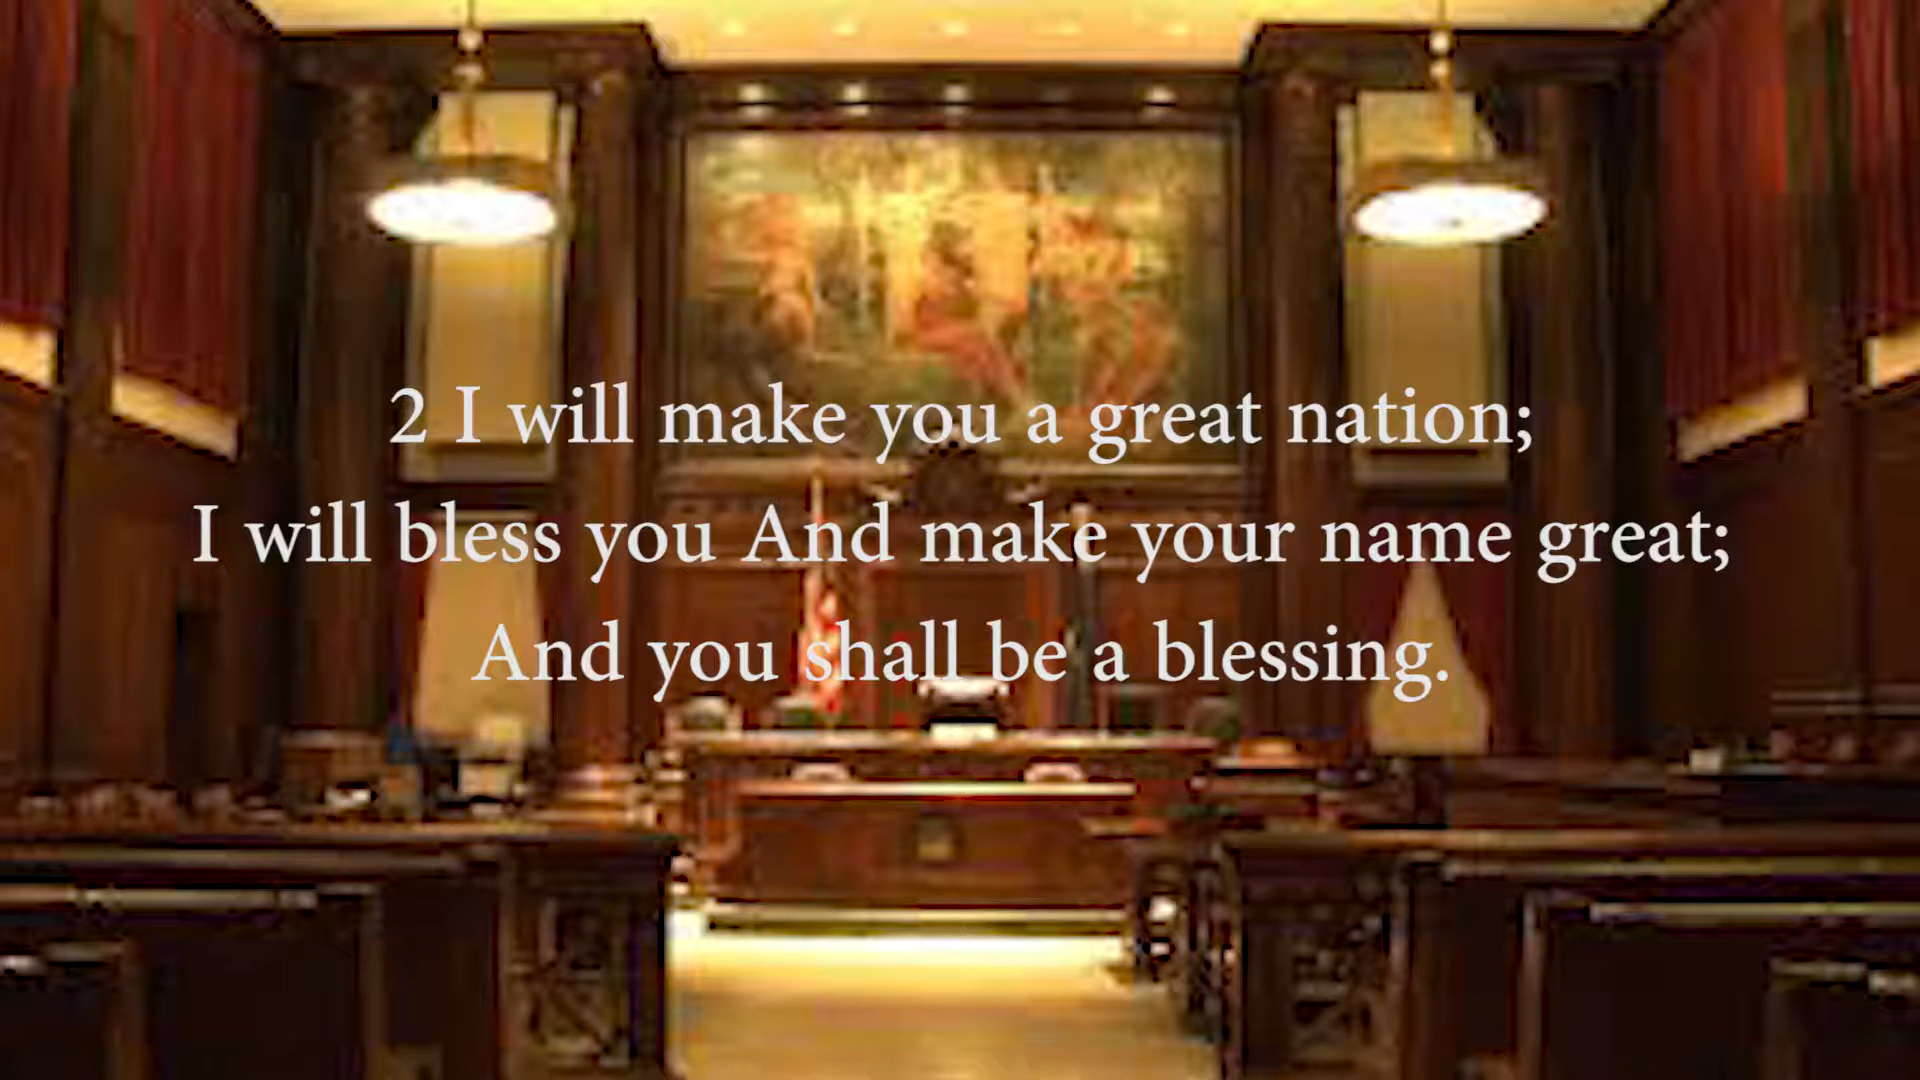 2 I will make you a great nation;
I will bless you And make your name great;
And you shall be a blessing.